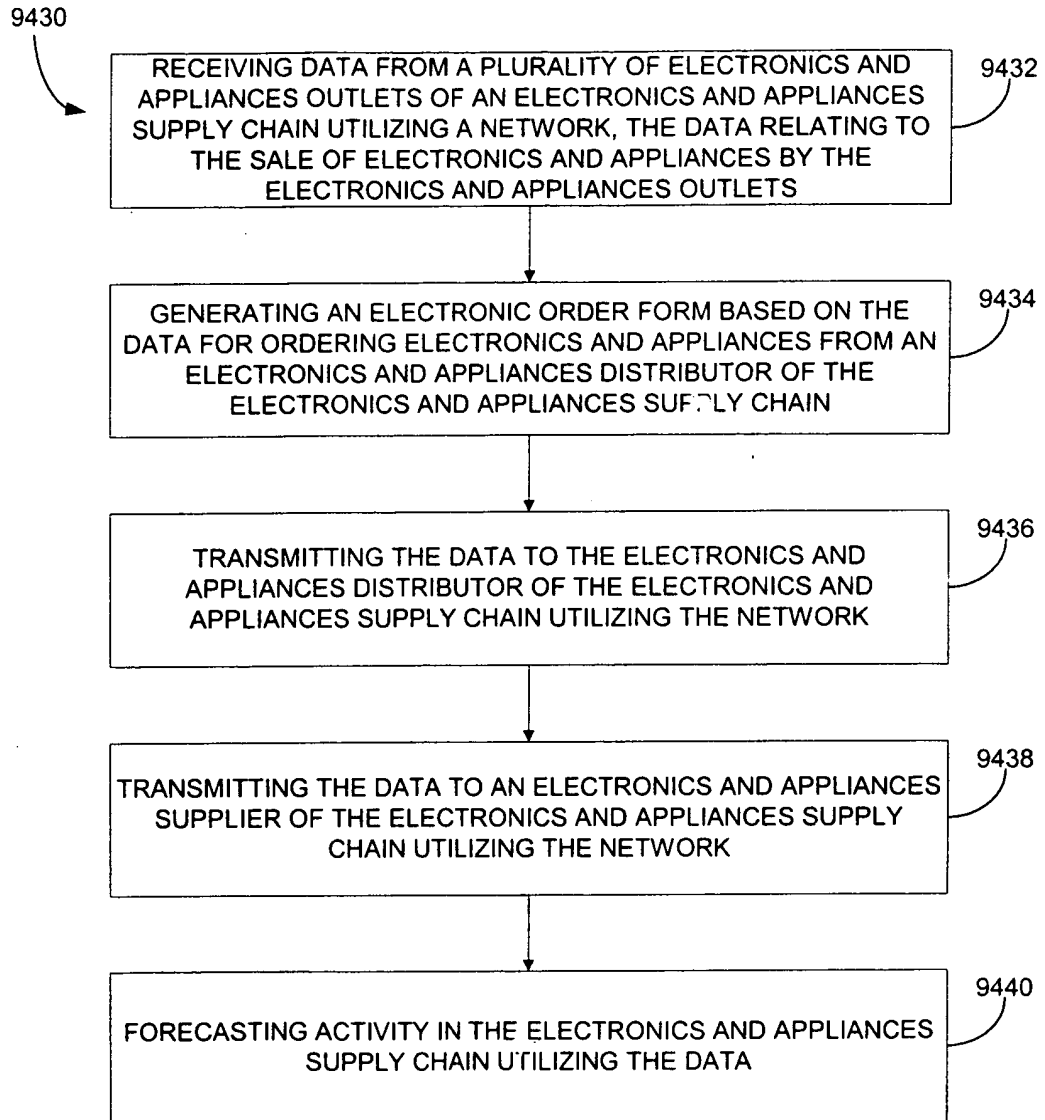 9430
RECEIVING DATA FROM A PLURALITY OF ELECTRONICS AND
APPLIANCES OUTLETS OF AN ELECTRONICS AND APPLIANCES
SUPPLY CHAIN UTILIZING A NETWORK, THE DATA RELATING TO
THE SALE OF ELECTRONICS AND APPLIANCES BY THE
ELECTRONICS AND APPLIANCES OUTLETS
9432
GENERATING AN ELECTRONIC ORDER FORM BASED ON THE
DATA FOR ORDERING ELECTRONICS AND APPLIANCES FROM AN
ELECTRONICS AND APPLIANCES DISTRIBUTOR OF THE
ELECTRONICS AND APPLIANCES SUPPLY CHAIN
9434
TRANSMITTING THE DATA TO THE ELECTRONICS AND
APPLIANCES DISTRIBUTOR OF THE ELECTRONICS AND
APPLIANCES SUPPLY CHAIN UTILIZING THE NETWORK
9436
TRANSMITTING THE DATA TO AN ELECTRONICS AND APPLIANCES
SUPPLIER OF THE ELECTRONICS AND APPLIANCES SUPPLY
CHAIN UTILIZING THE NETWORK
9438
FORECASTING ACTIVITY IN THE ELECTRONICS AND APPLIANCES
SUPPLY CHAIN UTILIZING THE DATA
9440